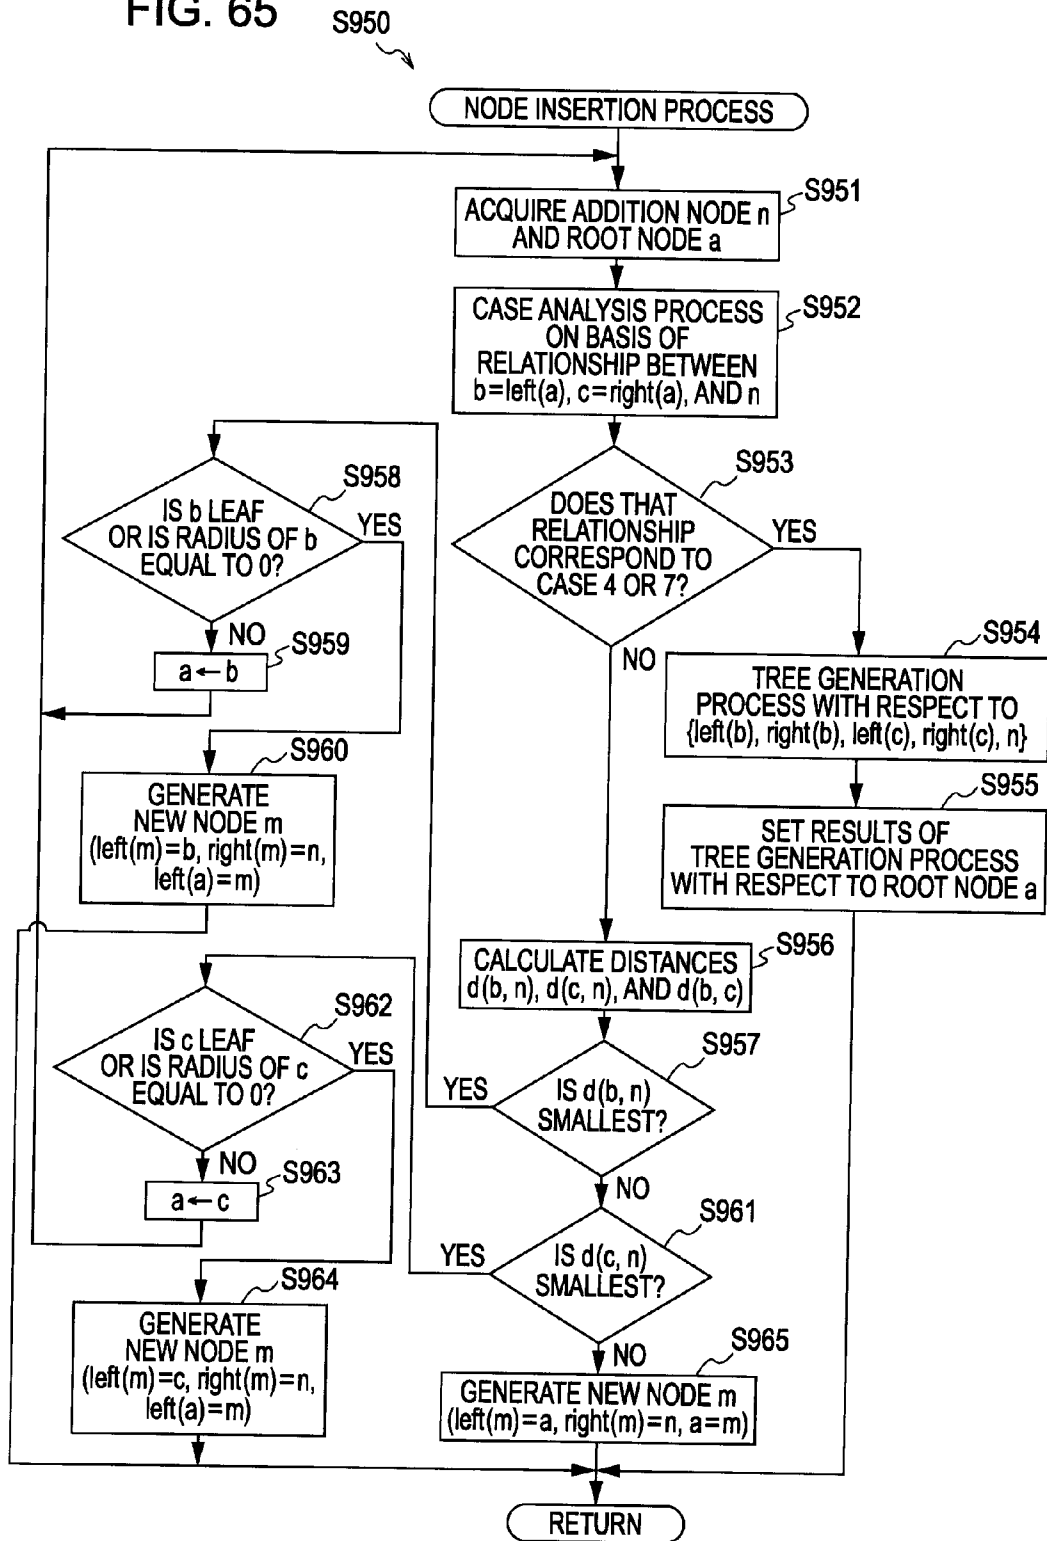 FIG. 65
S950
NODE INSERTION PROCESS
S951
ACQUIRE ADDITION NODE n
AND ROOT NODE a
S952
CASE ANALYSIS PROCESS
ON BASIS OF
RELATIONSHIP BETWEEN
b=left(a), c=right(a), AND n
S953
DOES THAT
RELATIONSHIP
CORRESPOND TO
CASE 4 OR 7?
YES
NO
S954
TREE GENERATION
PROCESS WITH RESPECT TO
{left(b), right(b), left(c), right(c), n}
S955
SET RESULTS OF
TREE GENERATION PROCESS
WITH RESPECT TO ROOT NODE a
S956
CALCULATE DISTANCES
d(b, n), d(c, n), AND d(b, c)
S957
IS d(b, n)
SMALLEST?
YES
NO
S958
IS b LEAF
OR IS RADIUS OF b
EQUAL TO 0?
YES
NO
S959
a←b
S960
GENERATE
NEW NODE m
(left(m)=b, right(m)=n,
left(a)=m)
S961
IS d(c, n)
SMALLEST?
YES
NO
S962
IS c LEAF
OR IS RADIUS OF c
EQUAL TO 0?
YES
NO
S963
a←c
S964
GENERATE
NEW NODE m
(left(m)=c, right(m)=n,
left(a)=m)
S965
GENERATE NEW NODE m
(left(m)=a, right(m)=n, a=m)
RETURN